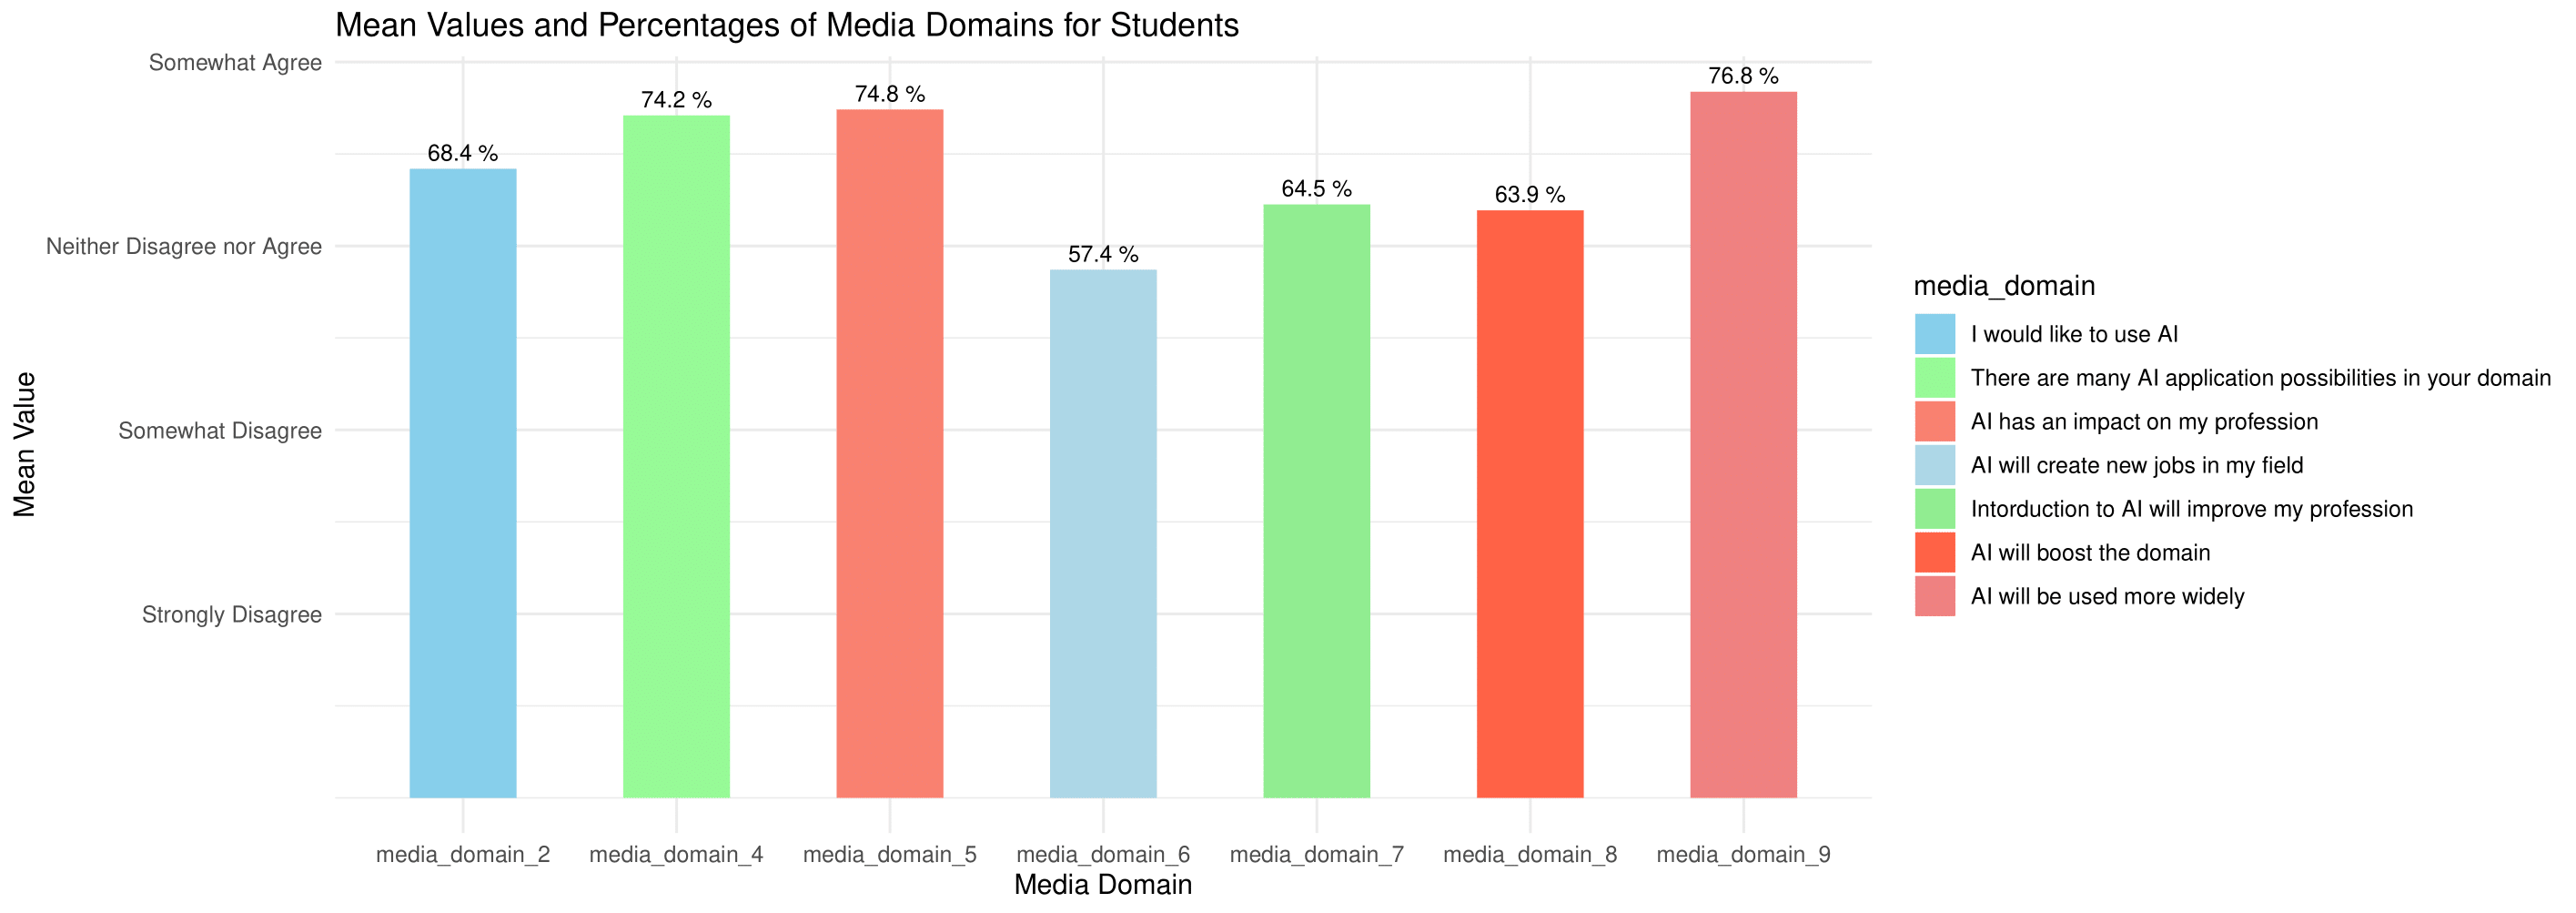 Mean Values and Percentages of Media Domains for Students
Somewhat Agree
Neither Disagree nor Agree
Somewhat Disagree
Strongly Disagree
Mean Value
68.4 %
74.2 %
74.8 %
57.4 %
64.5 %
63.9 %
76.8 %
media_domain_2
media_domain_4
media_domain_5
media_domain_6
media_domain_7
media_domain_8
media_domain_9
Media Domain
media_domain
I would like to use AI
There are many AI application possibilities in your domain
AI has an impact on my profession
AI will create new jobs in my field
Intorduction to AI will improve my profession
AI will boost the domain
AI will be used more widely